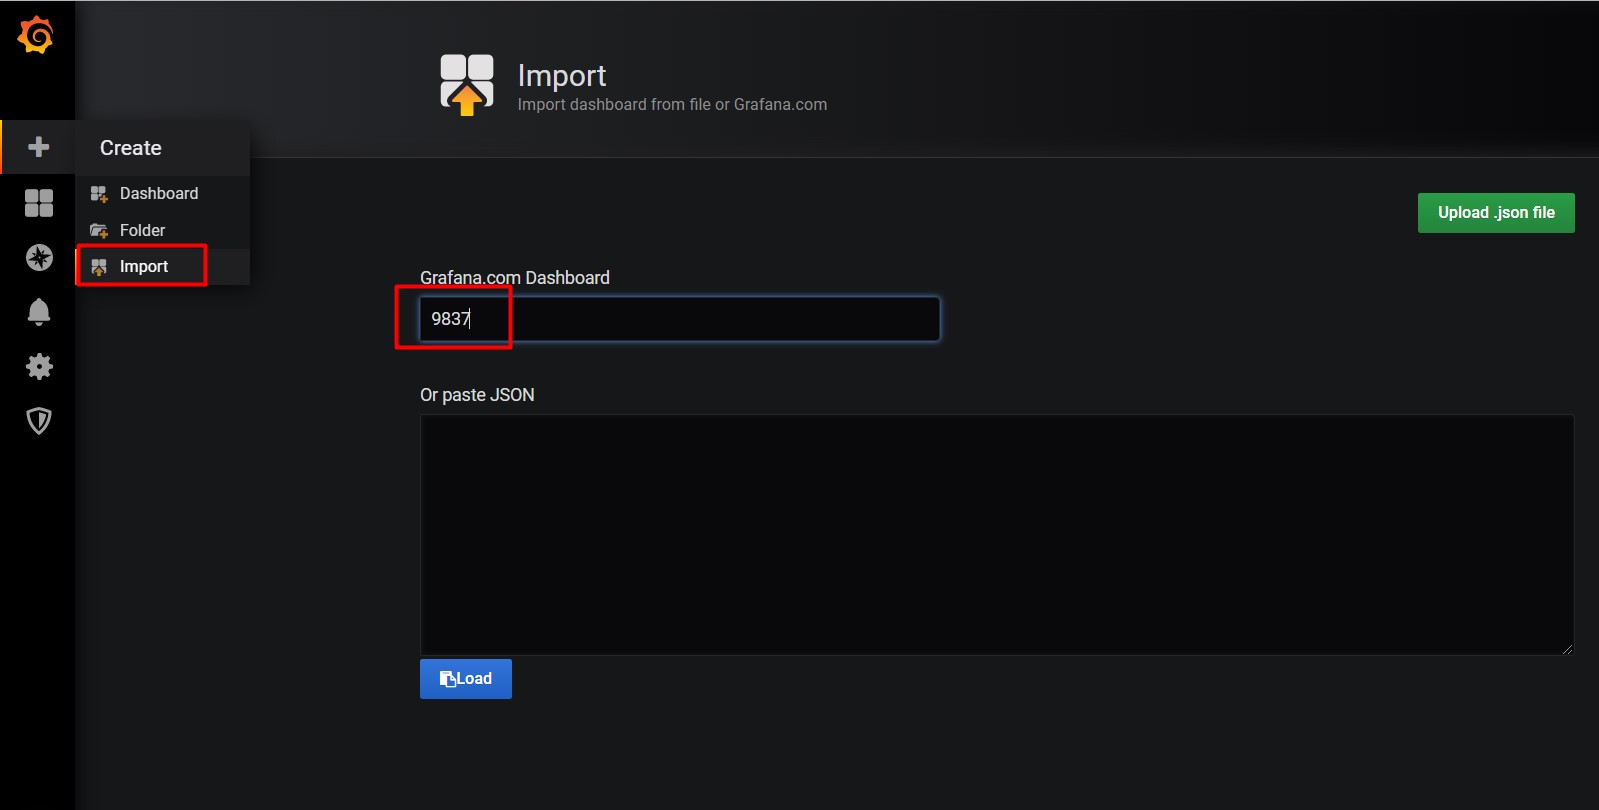 Import
Import dashboard from file or Grafana.com
Create
Dashboard
Folder
Import
Upload .json file
Grafana.com Dashboard
9837
Or paste JSON
Load